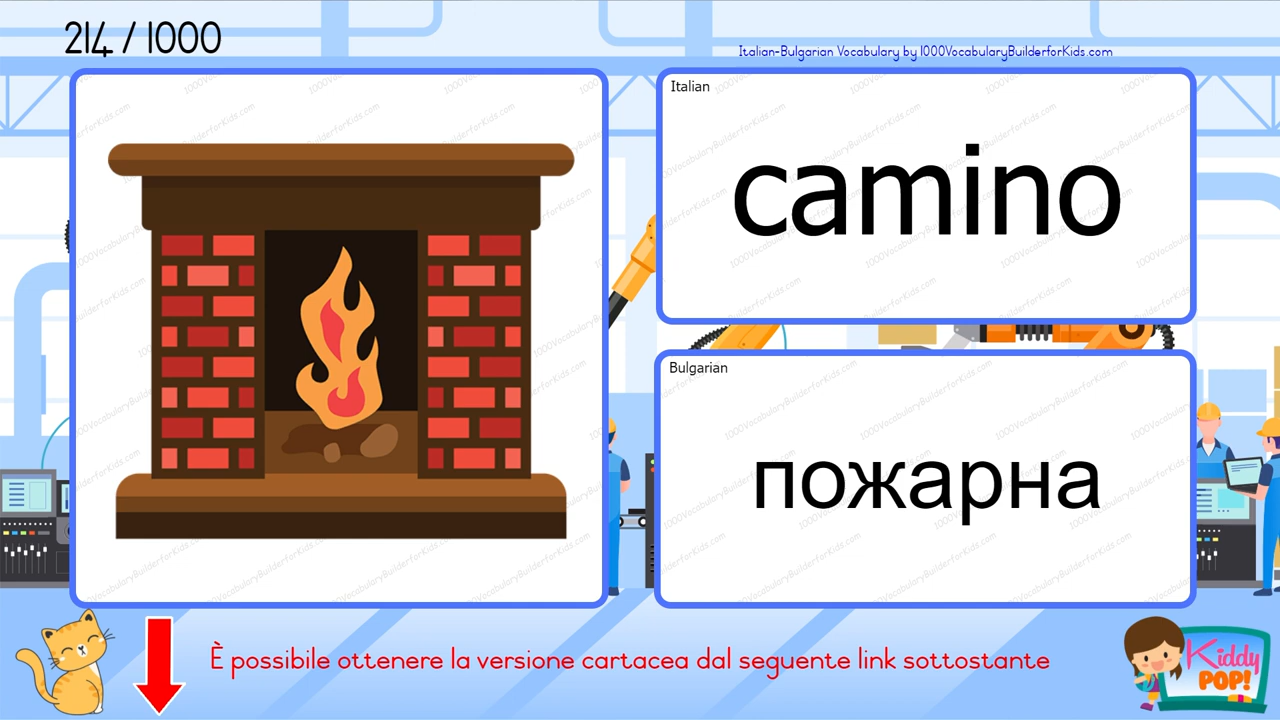 214 / 1000
Italian-Bulgarian Vocabulary by 1000VocabularyBuilderforKids.com
Italian
camino
Bulgarian
пожарна
È possibile ottenere la versione cartacea dal seguente link sottostante
Kiddy
POP!